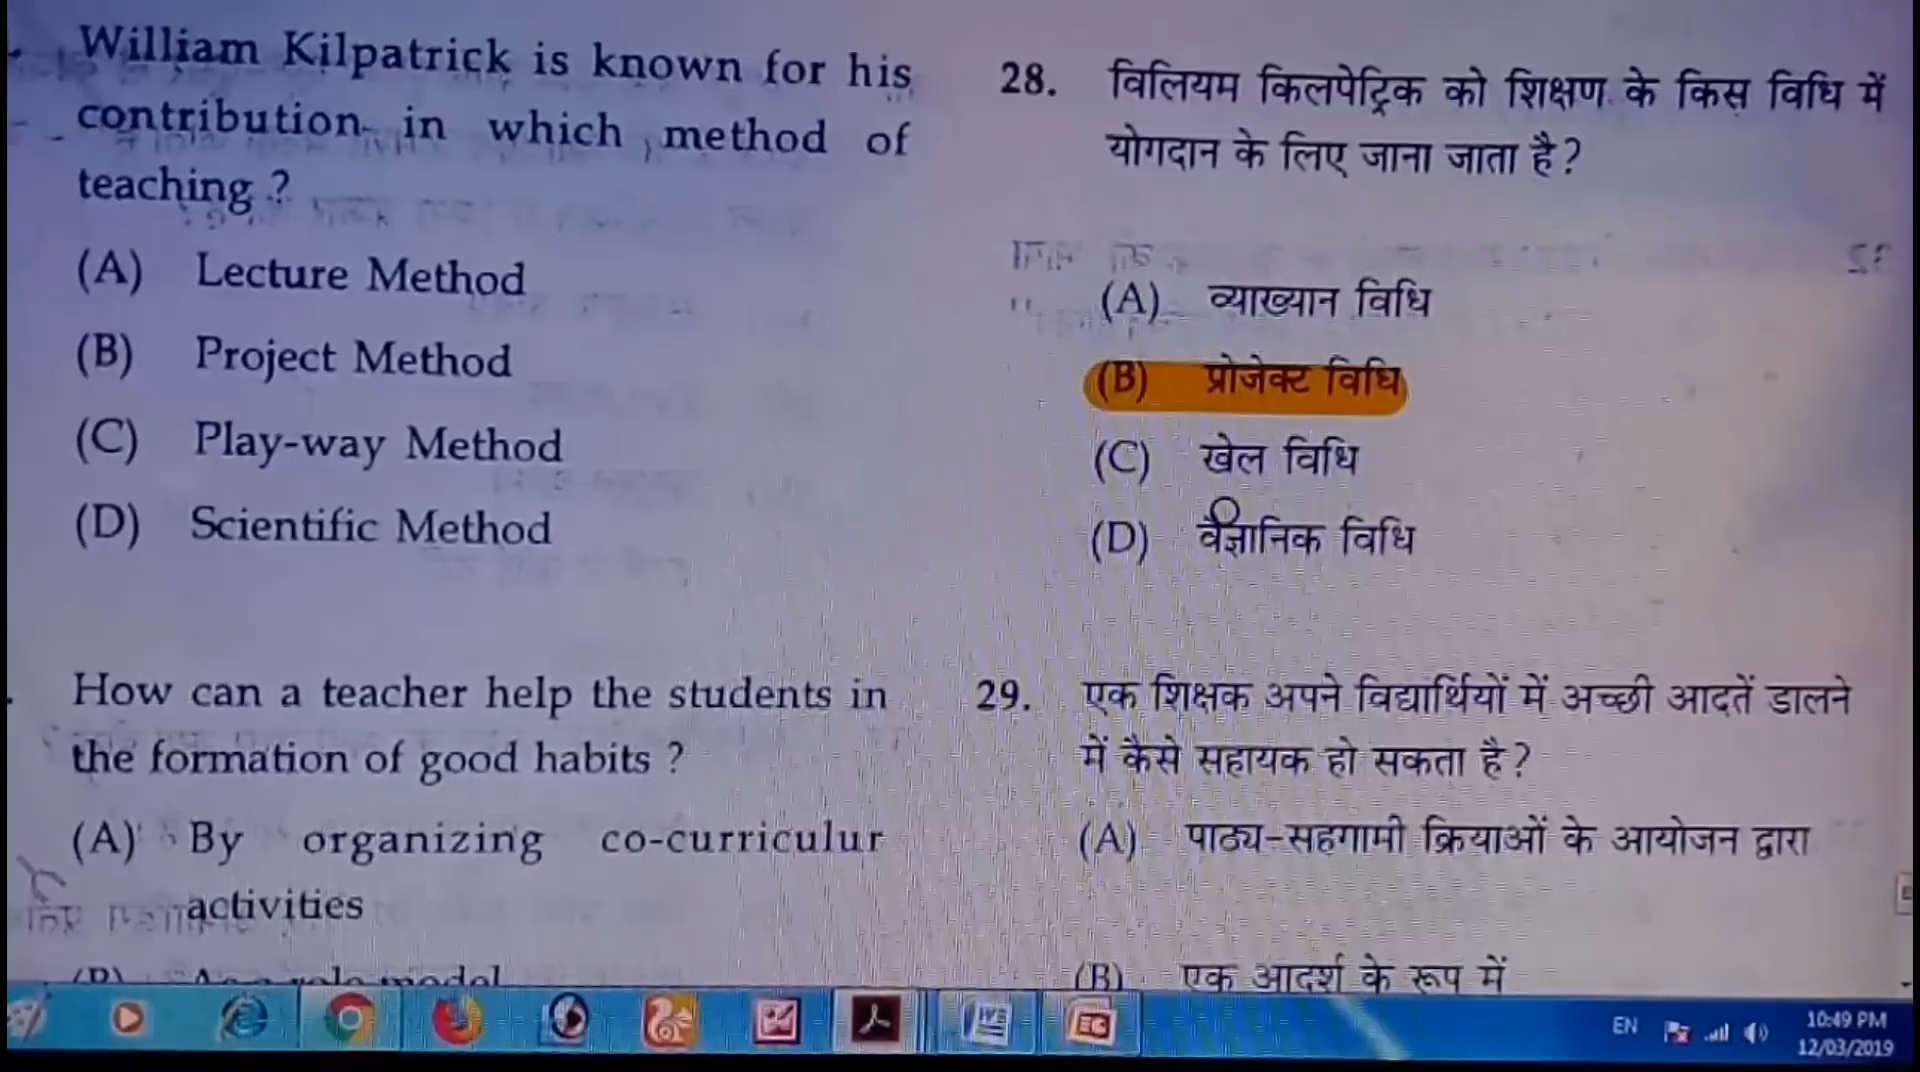 William Kilpatrick is known for his
contribution in which method of
teaching ?
(A) Lecture Method
(B) Project Method
(C) Play-way Method
(D) Scientific Method
How can a teacher help the students in
the formation of good habits ?
(A) By organizing co-curriculur
activities
(B) As a role model
28. विलियम किलपेट्रिक को शिक्षण के किस विधि में
योगदान के लिए जाना जाता है?
(A) व्याख्यान विधि
(B) प्रोजेक्ट विधि
(C) खेल विधि
(D) वैज्ञानिक विधि
29. एक शिक्षक अपने विद्यार्थियों में अच्छी आदतें डालने
में कैसे सहायक हो सकता है?
(A) पाठ्य-सहगामी क्रियाओं के आयोजन द्वारा
(B) एक आदर्श के रूप में
EN
10:49 PM
12/03/2019